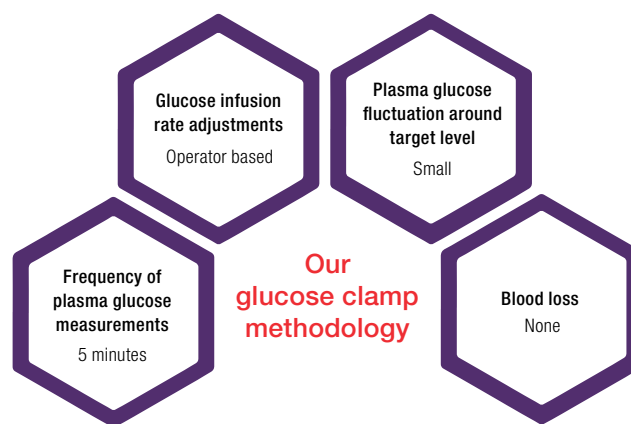 Glucose infusion
rate adjustments
Operator based
Plasma glucose
fluctuation around
target level
Small
Frequency of
plasma glucose
measurements
5 minutes
Our
glucose clamp
methodology
Blood loss
None